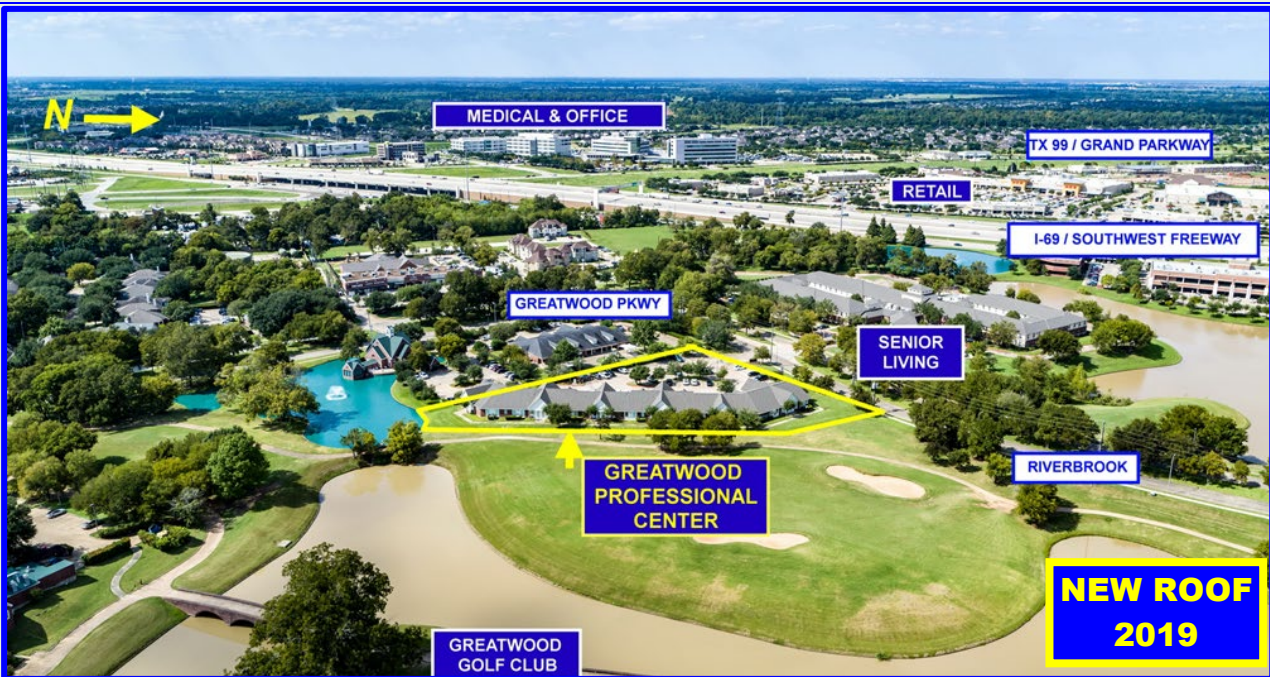 N
MEDICAL & OFFICE
TX 99 / GRAND PARKWAY
RETAIL
I-69 / SOUTHWEST FREEWAY
GREATWOOD PKWY
SENIOR
LIVING
GREATWOOD
PROFESSIONAL
CENTER
RIVERBROOK
NEW ROOF
2019
GREATWOOD
GOLF CLUB